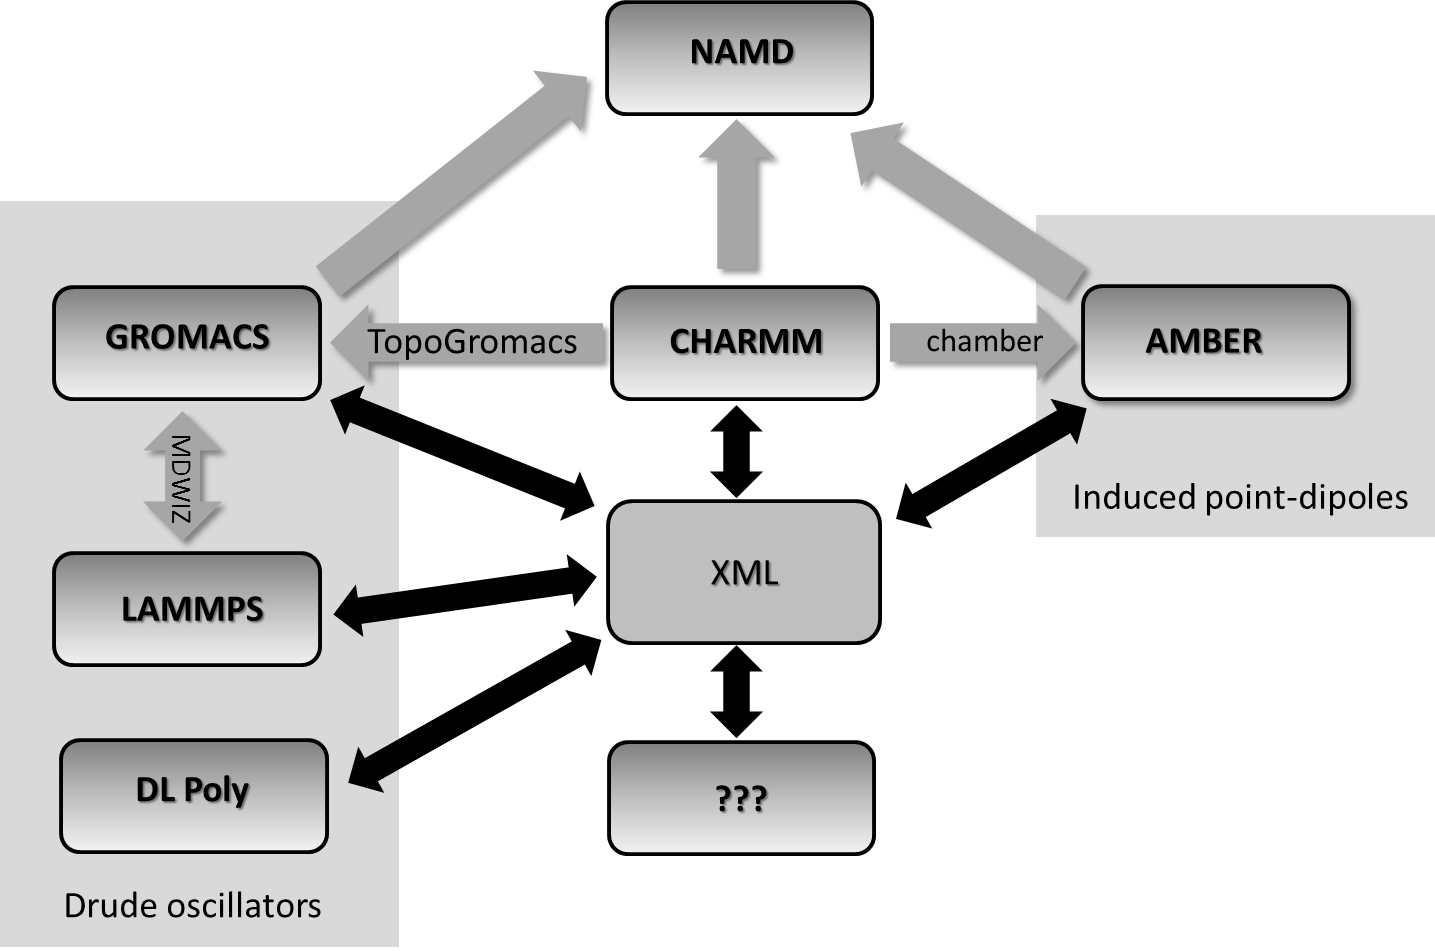 NAMD
GROMACS
TopoGromacs
CHARMM
chamber
AMBER
MDWIZ
Induced point-dipoles
XML
LAMMPS
DL Poly
???
Drude oscillators